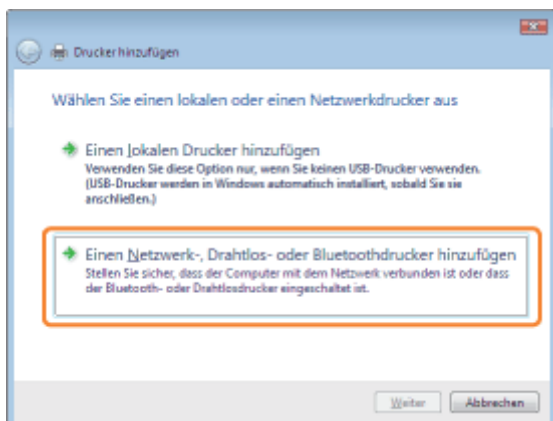 Drucker hinzufügen
Wählen Sie einen lokalen oder einen Netzwerkdrucker aus
Einen lokalen Drucker hinzufügen
Verwenden Sie diese Option nur, wenn Sie keinen USB-Drucker verwenden.
(USB-Drucker werden in Windows automatisch installiert, sobald Sie sie
anschließen.)
Einen Netzwerk-, Drahtlos- oder Bluetoothdrucker hinzufügen
Stellen Sie sicher, dass der Computer mit dem Netzwerk verbunden ist oder dass
der Bluetooth- oder Drahtlosdrucker eingeschaltet ist.
Weiter Abbrechen